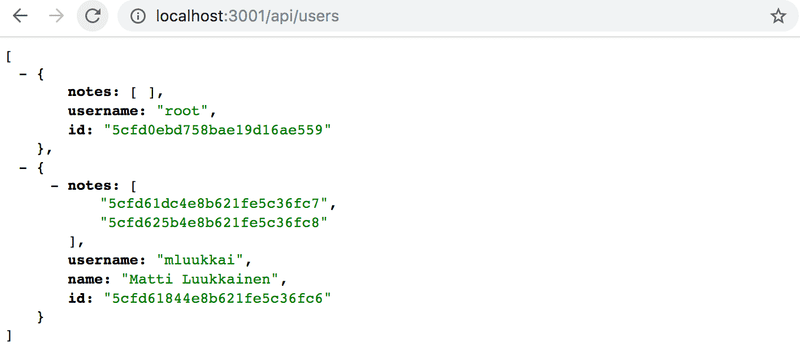 localhost:3001/api/users
[
- {
notes: [ ],
username: "root",
id: "5cfd0ebd758bae19d16ae559"
},
- {
- notes: [
"5cfd61dc4e8b621fe5c36fc7",
"5cfd625b4e8b621fe5c36fc8"
],
username: "mluukkai",
name: "Matti Luukkainen",
id: "5cfd61844e8b621fe5c36fc6"
}
]